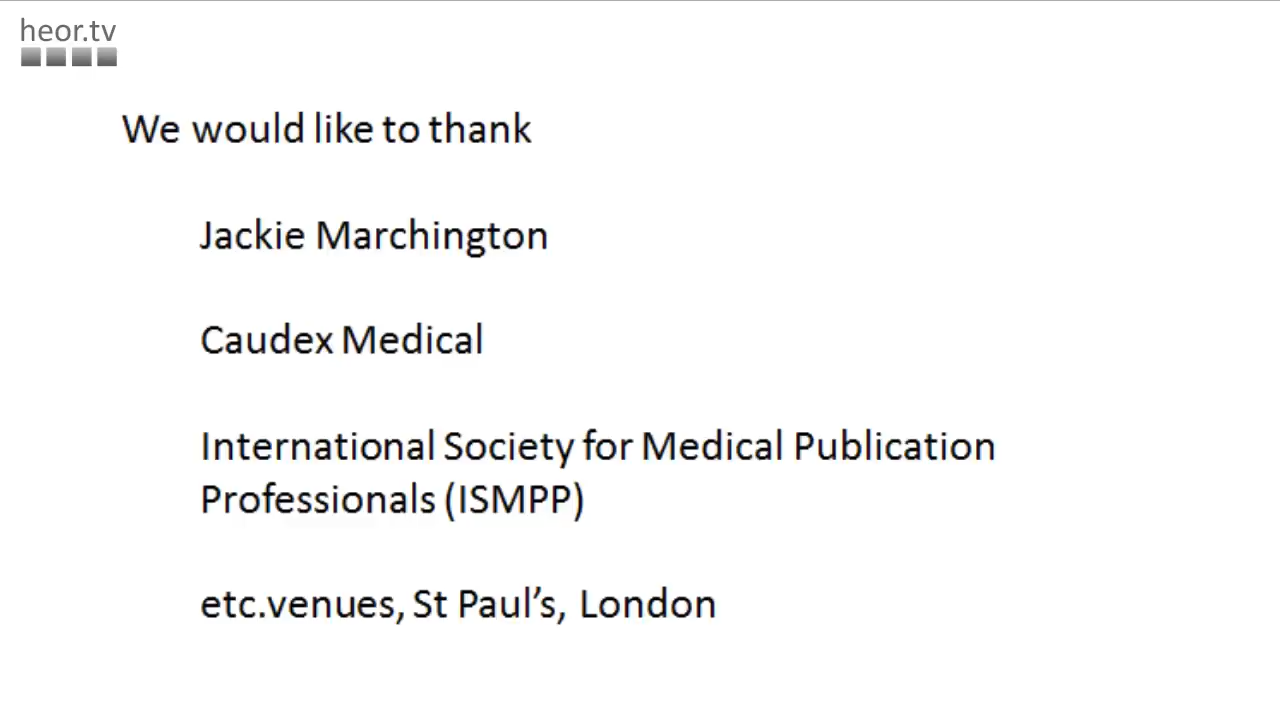 heor.tv
We would like to thank
Jackie Marchington
Caudex Medical
International Society for Medical Publication
Professionals (ISMPP)
etc.venues, St Paul’s, London